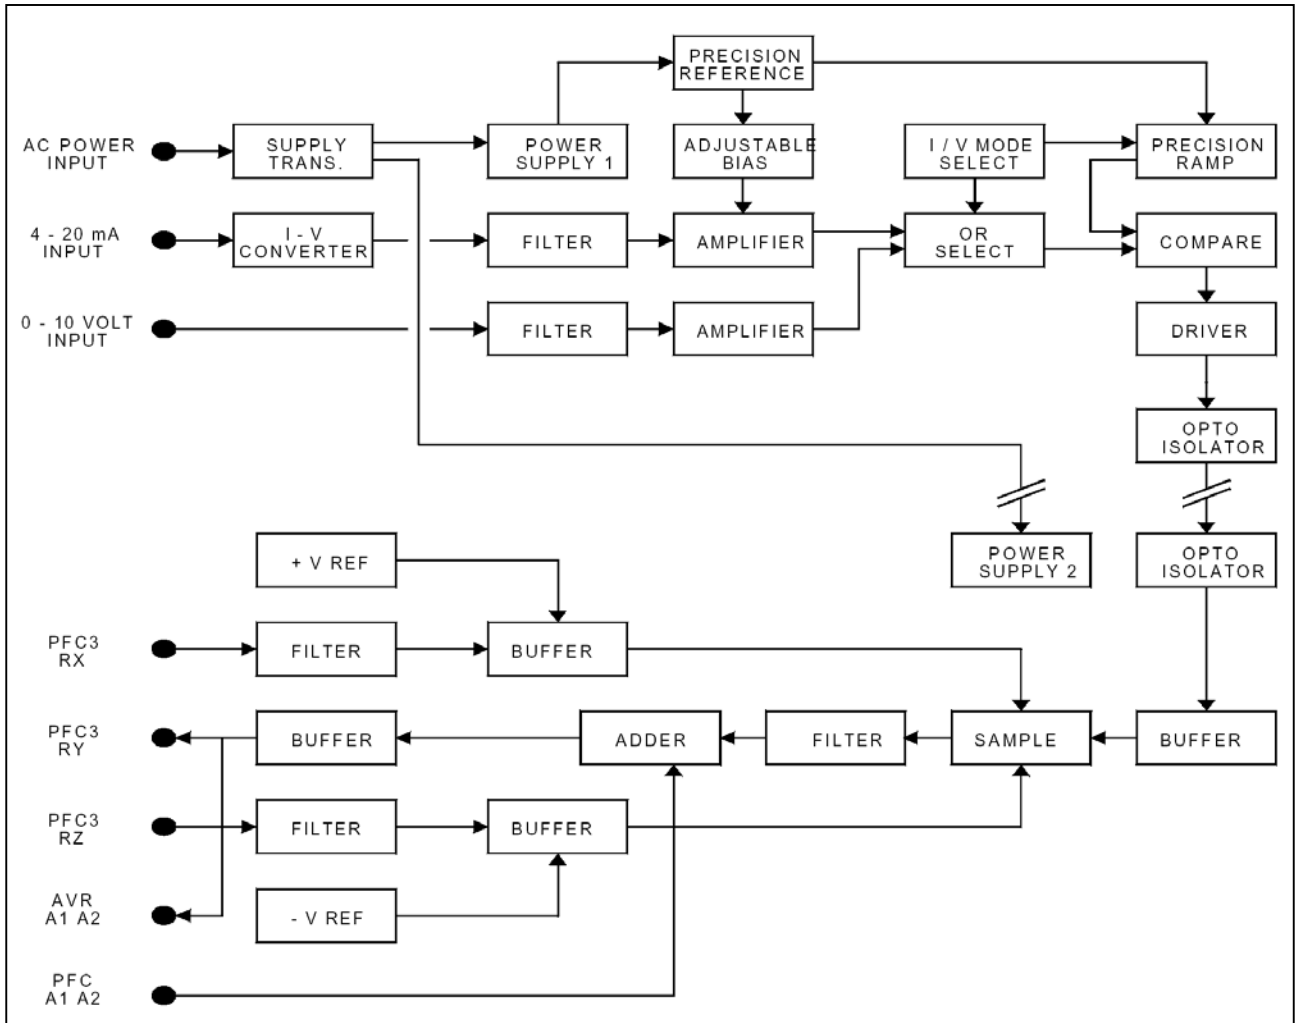 PRECISION
REFERENCE
AC POWER
INPUT
SUPPLY
TRANS.
POWER
SUPPLY 1
ADJUSTABLE
BIAS
I / V MODE
SELECT
PRECISION
RAMP
4 - 20 mA
INPUT
I - V
CONVERTER
FILTER
AMPLIFIER
OR
SELECT
COMPARE
0 - 10 VOLT
INPUT
FILTER
AMPLIFIER
DRIVER
OPTO
ISOLATOR
+ V REF
POWER
SUPPLY 2
OPTO
ISOLATOR
PFC3
RX
FILTER
BUFFER
PFC3
RY
BUFFER
ADDER
FILTER
SAMPLE
BUFFER
PFC3
RZ
FILTER
BUFFER
AVR
A1 A2
- V REF
PFC
A1 A2